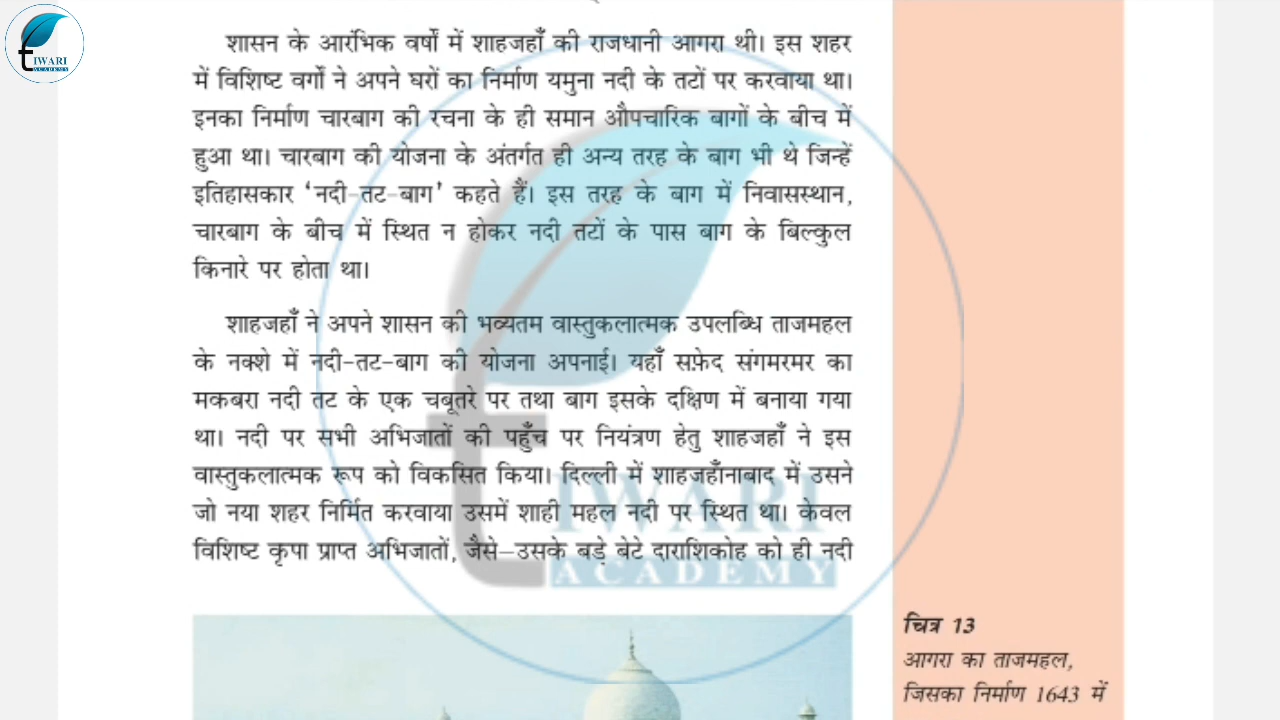 TIWARI
ACADEMY
शासन के आरंभिक वर्षों में शाहजहाँ की राजधानी आगरा थी। इस शहर
में विशिष्ट वर्गों ने अपने घरों का निर्माण यमुना नदी के तटों पर करवाया था।
इनका निर्माण चारबाग की रचना के ही समान औपचारिक बागों के बीच में
हुआ था। चारबाग की योजना के अंतर्गत ही अन्य तरह के बाग भी थे जिन्हें
इतिहासकार ‘नदी-तट-बाग’ कहते हैं। इस तरह के बाग में निवासस्थान,
चारबाग के बीच में स्थित न होकर नदी तटों के पास बाग के बिल्कुल
किनारे पर होता था।
शाहजहाँ ने अपने शासन की भव्यतम वास्तुकलात्मक उपलब्धि ताजमहल
के नक्शे में नदी-तट-बाग की योजना अपनाई। यहाँ सफ़ेद संगमरमर का
मकबरा नदी तट के एक चबूतरे पर तथा बाग इसके दक्षिण में बनाया गया
था। नदी पर सभी अभिजातों की पहुँच पर नियंत्रण हेतु शाहजहाँ ने इस
वास्तुकलात्मक रूप को विकसित किया। दिल्ली में शाहजहाँनाबाद में उसने
जो नया शहर निर्मित करवाया उसमें शाही महल नदी पर स्थित था। केवल
विशिष्ट कृपा प्राप्त अभिजातों, जैसे–उसके बड़े बेटे दाराशिकोह को ही नदी
TIWARI
ACADEMY
चित्र 13
आगरा का ताजमहल,
जिसका निर्माण 1643 में